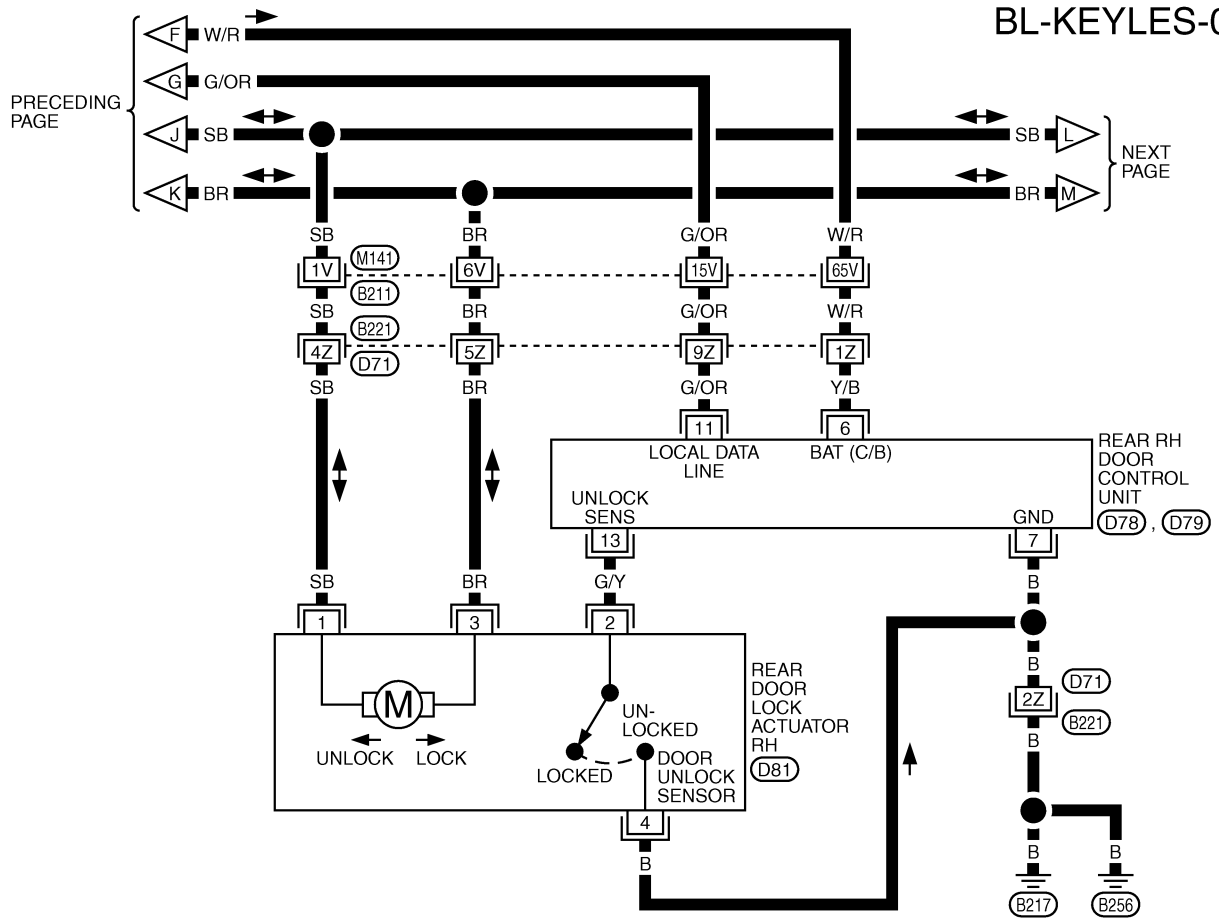 BL-KEYLES-0
F W/R
G G/OR
PRECEDING
PAGE
J SB
SB L
K BR
BR M
NEXT
PAGE
SB BR G/OR W/R
1V M141 6V 15V 65V
B211
SB BR G/OR W/R
B221
4Z 5Z 9Z 1Z
D71
SB BR G/OR Y/B
11 6
LOCAL DATA
LINE
BAT (C/B)
REAR RH
DOOR
CONTROL
UNIT
D78 , D79
UNLOCK
SENS
GND
13 7
SB BR G/Y B
1 3 2
B
M
UNLOCK LOCK
UN-
LOCKED
LOCKED
DOOR
UNLOCK
SENSOR
REAR
DOOR
LOCK
ACTUATOR
RH
D81
D71
2Z
B221
B
4
B
B B
B217 B256